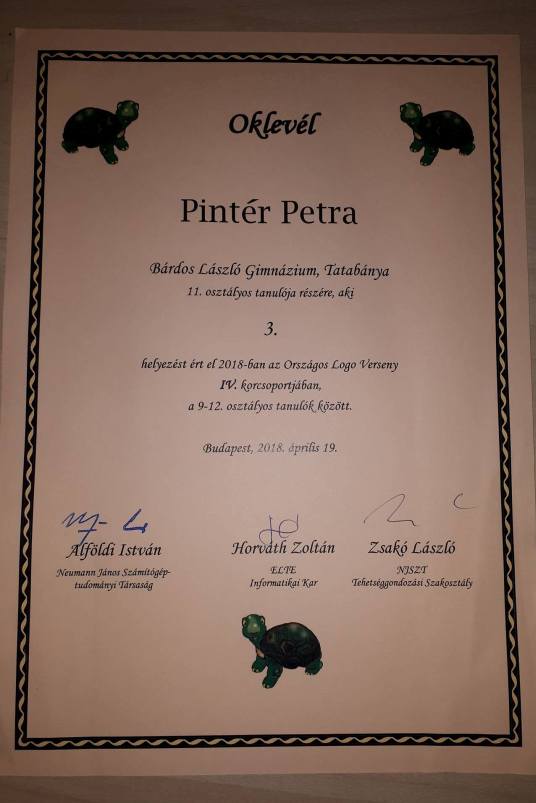 Oklevél
Pintér Petra
Bárdos László Gimnázium, Tatabánya
11. osztályos tanulója részére, aki
3.
helyezést ért el 2018-ban az Országos Logo Verseny
IV. korcsoportjában,
a 9-12. osztályos tanulók között.
Budapest, 2018. április 19.
Alföldi István
Neumann János Számítógép-
tudományi Társaság
Horváth Zoltán
ELTE
Informatikai Kar
Zsakó László
NJSZT
Tehetséggondozási Szakosztály